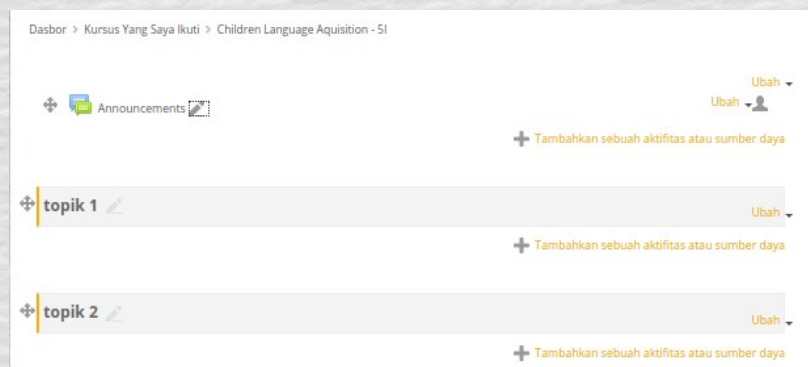 Dasbor > Kursus Yang Saya Ikuti > Children Language Aquisition - 5I
Ubah
Announcements
Ubah
Tambahkan sebuah aktifitas atau sumber daya
topik 1
Ubah
Tambahkan sebuah aktifitas atau sumber daya
topik 2
Ubah
Tambahkan sebuah aktifitas atau sumber daya